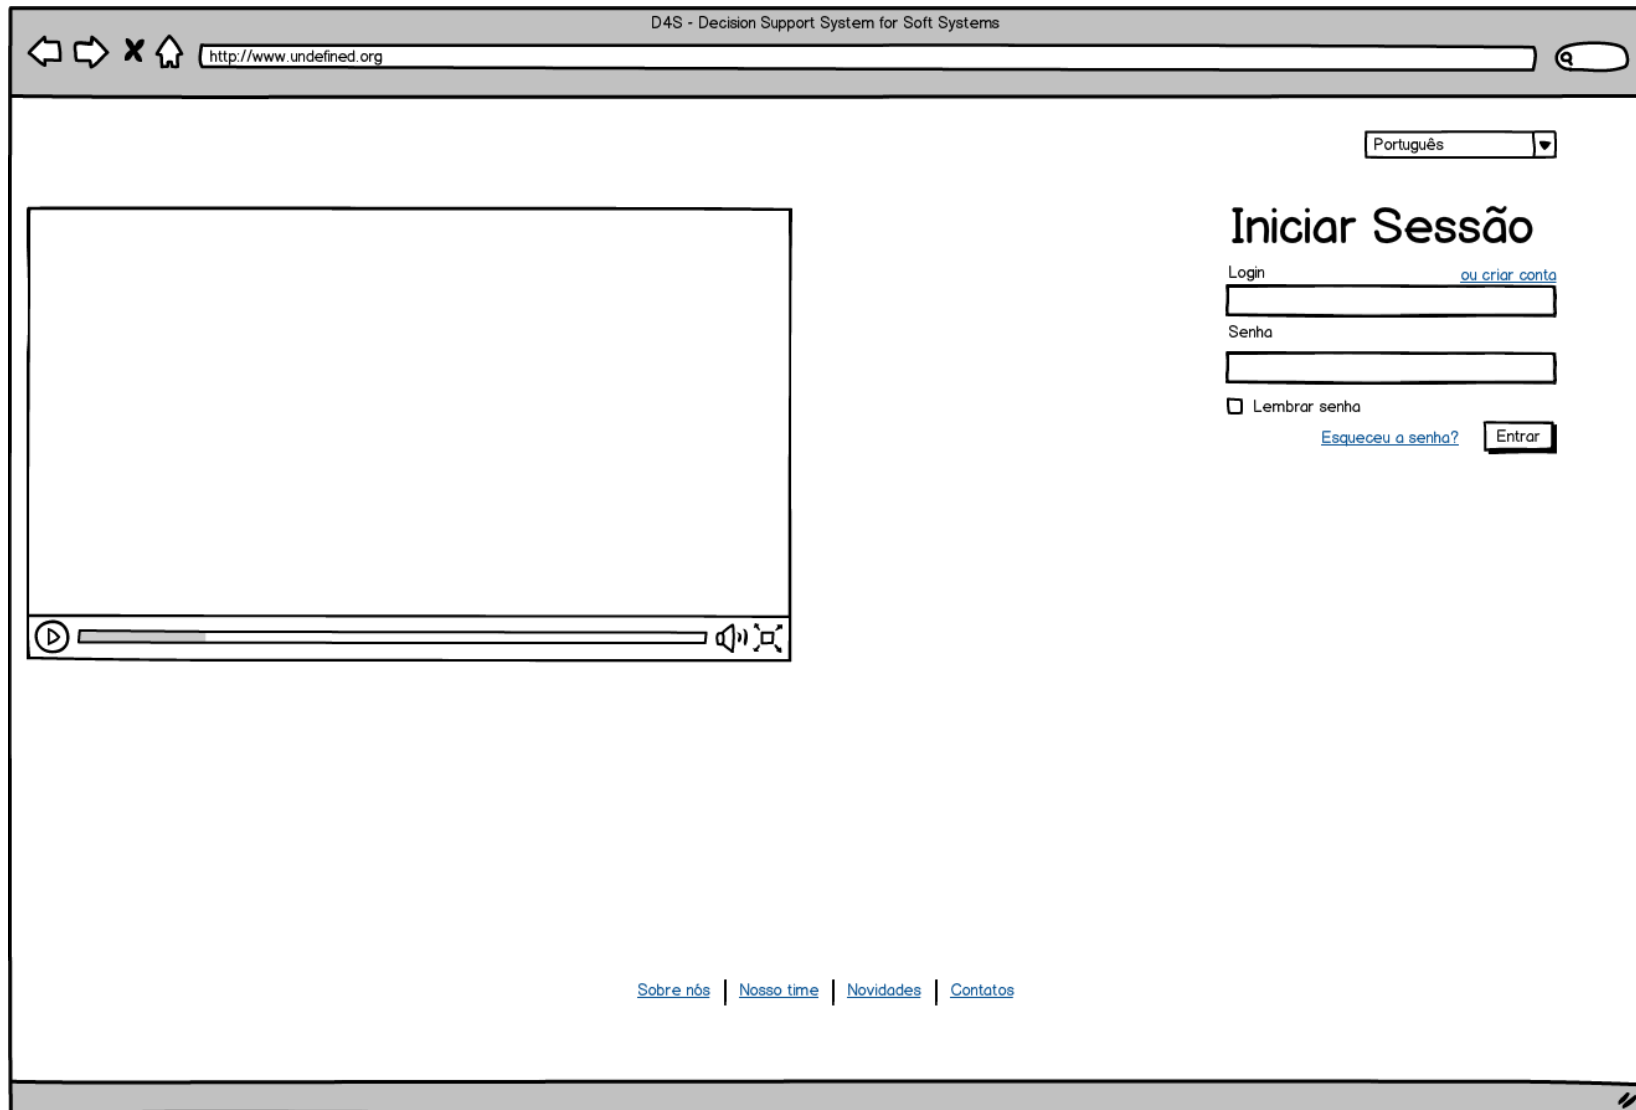 D4S - Decision Support System for Soft Systems
http://www.undefined.org
Português
Iniciar Sessão
Login
ou criar conta
Senha
Lembrar senha
Esqueceu a senha?
Entrar
Sobre nós
Nosso time
Novidades
Contatos